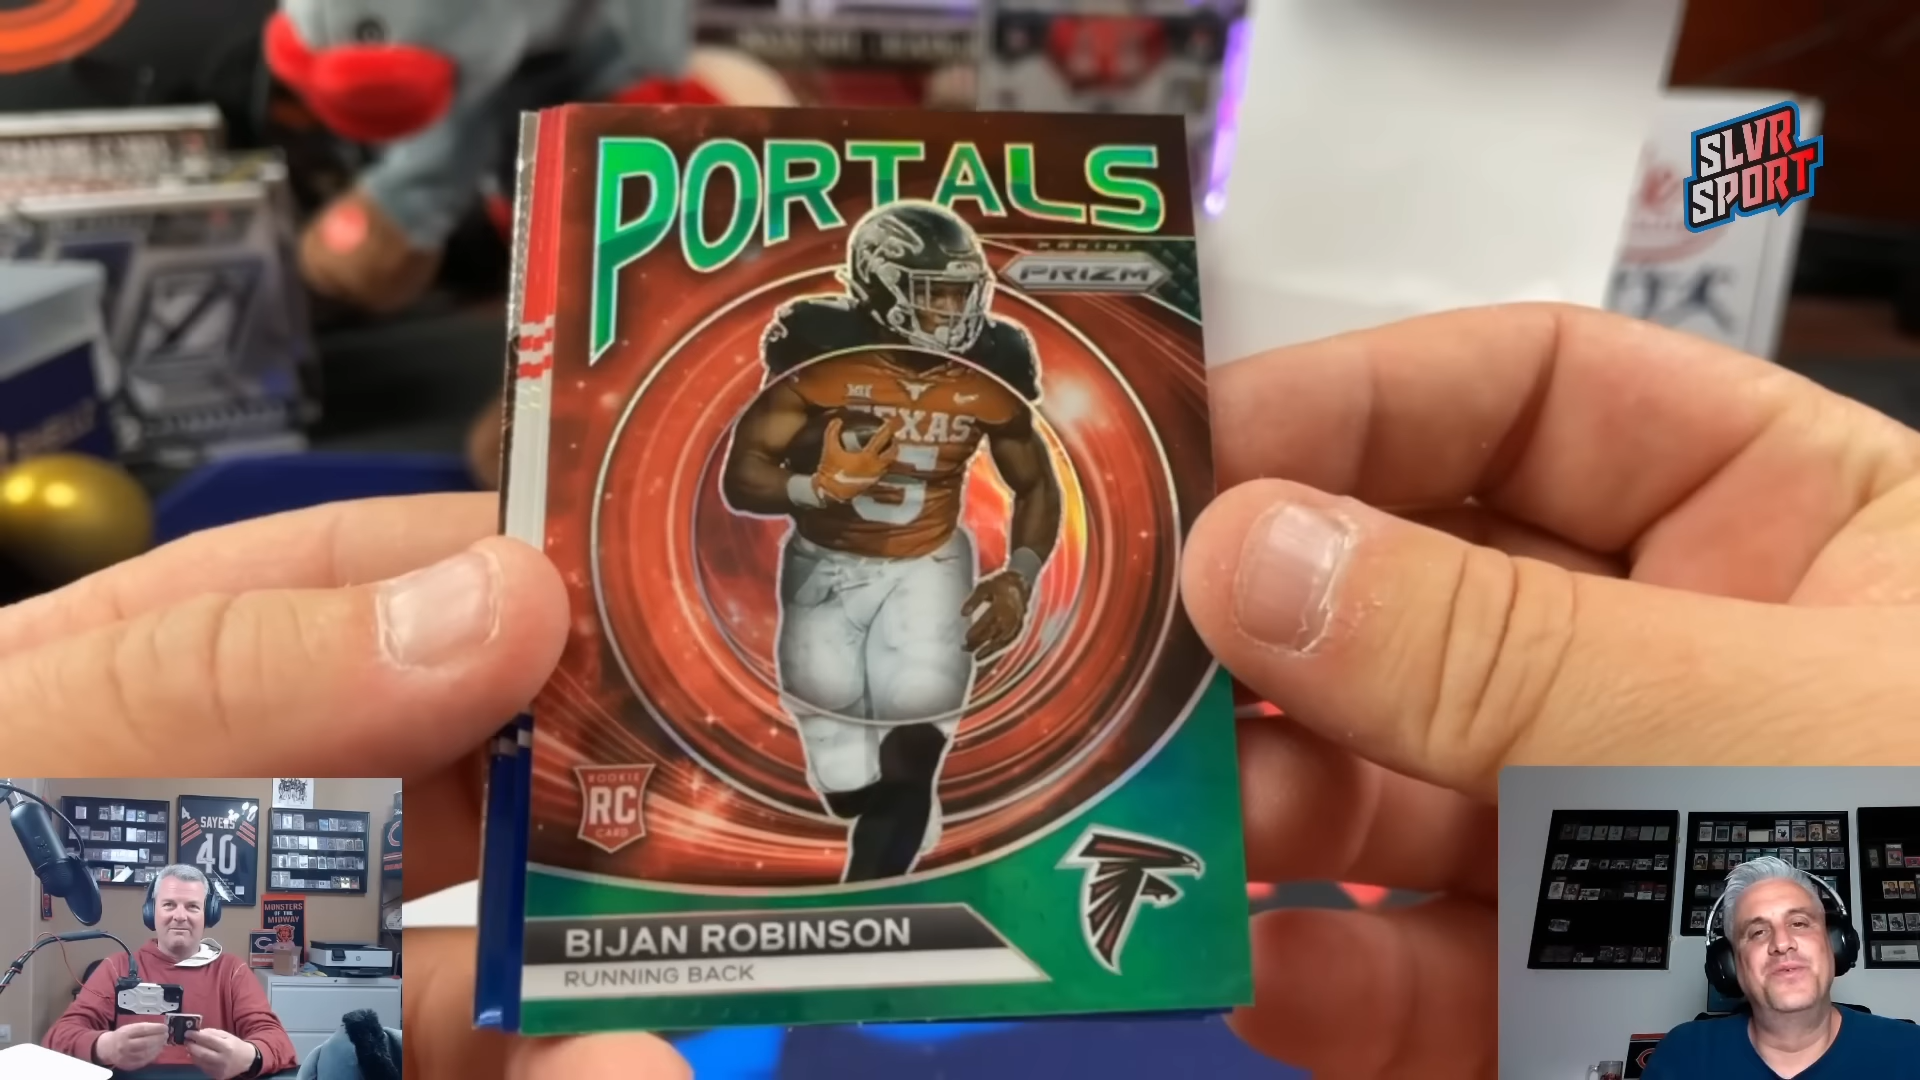 PORTALS
PANINI
PRIZM
SLVR
SPORT
TEXAS
5
ROOKIE
RC
CARD
BIJAN ROBINSON
RUNNING BACK
SAYERS
40
MONSTERS
OF THE
MIDWAY